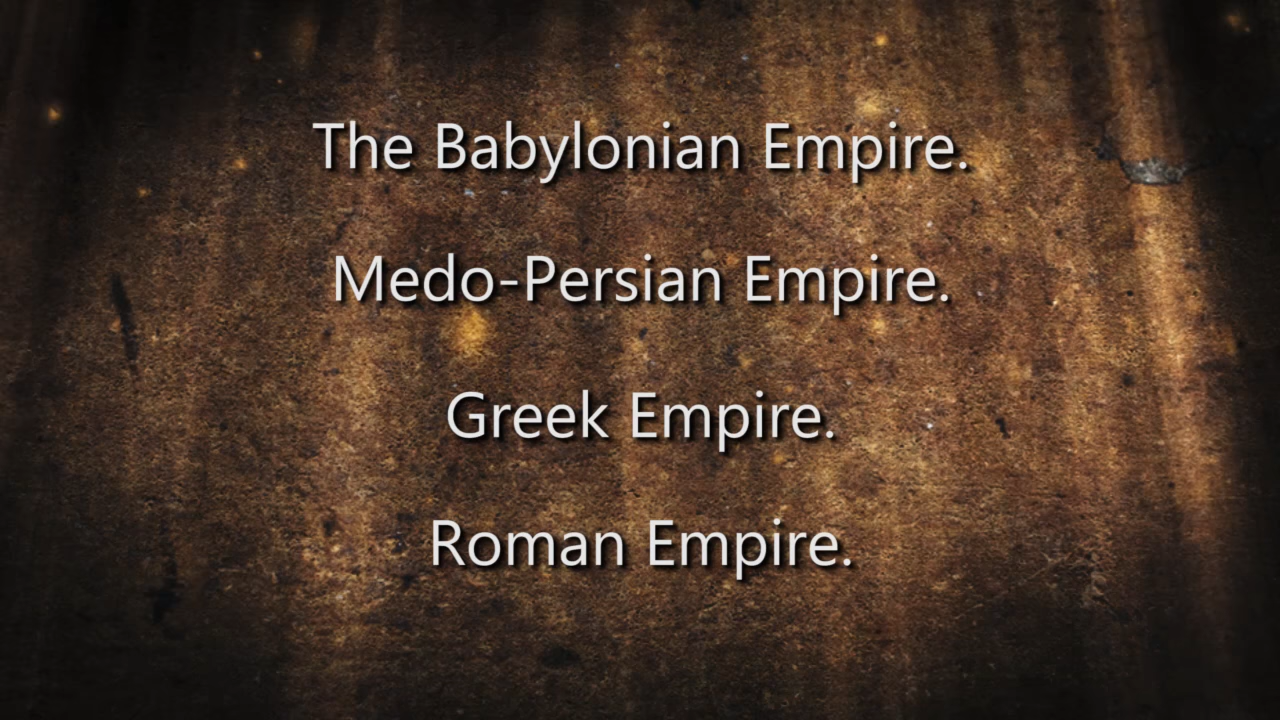 The Babylonian Empire.
Medo-Persian Empire.
Greek Empire.
Roman Empire.